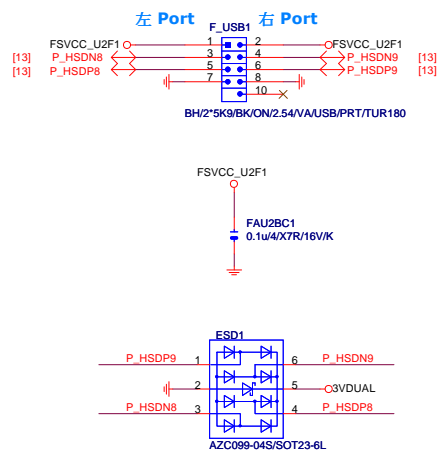 左 Port 右 Port
F_USB1
FSVCC_U2F1 1 2 FSVCC_U2F1
[13] P_HSDN8 3 4 P_HSDN9 [13]
[13] P_HSDP8 5 6 P_HSDP9 [13]
7 8
10
BH/2*5K9/BK/ON/2.54/VA/USB/PRT/TUR180
FSVCC_U2F1
FAU2BC1
0.1u/4/X7R/16V/K
ESD1
P_HSDP9 1 6 P_HSDN9
2 5 3VDUAL
P_HSDN8 3 4 P_HSDP8
AZC099-04S/SOT23-6L